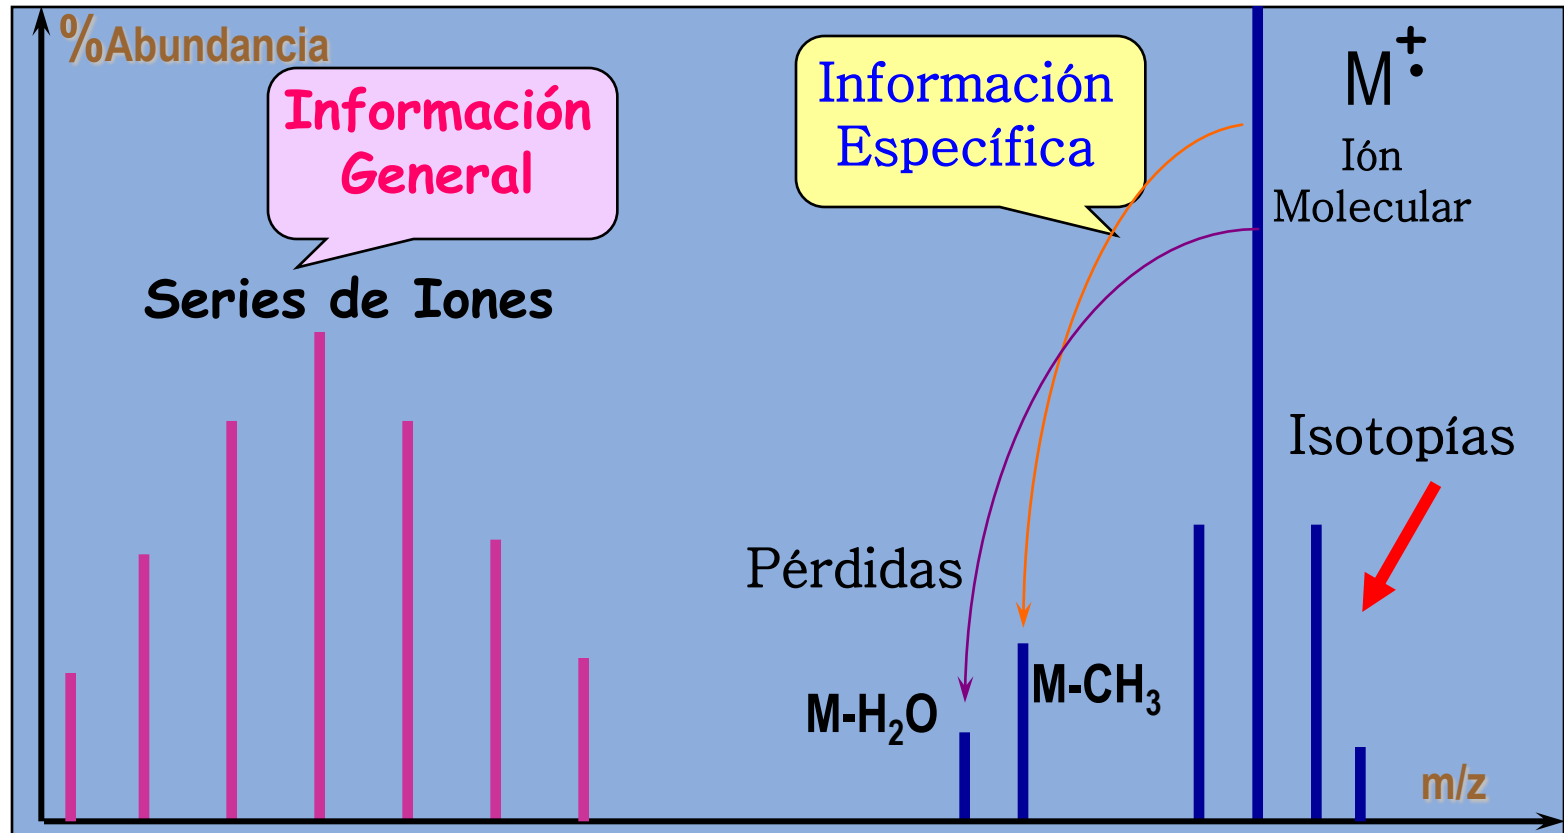 %Abundancia
Información
General
Series de Iones
Información
Específica
M+•
Ión
Molecular
Isotopías
Pérdidas
M-H₂O
M-CH₃
m/z